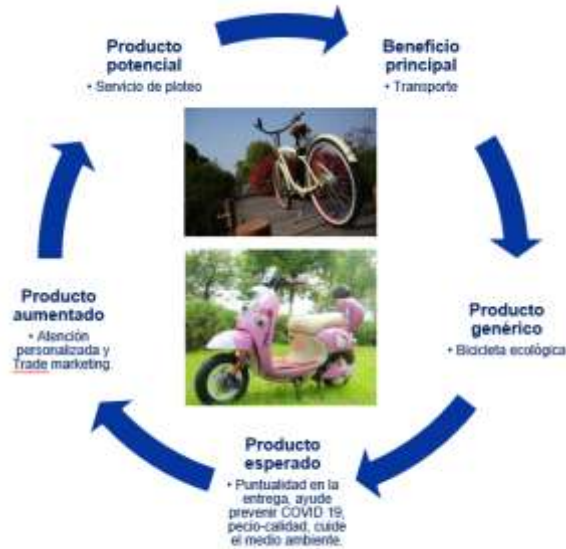 Producto
potencial
• Servicio de ploteo
Beneficio
principal
• Transporte
Producto
genérico
• Bicicleta ecológica
Producto
esperado
• Puntualidad en la
entrega, ayude
prevenir COVID 19,
pecio-calidad, cuide
el medio ambiente.
Producto
aumentado
• Atención
personalizada y
Trade marketing.